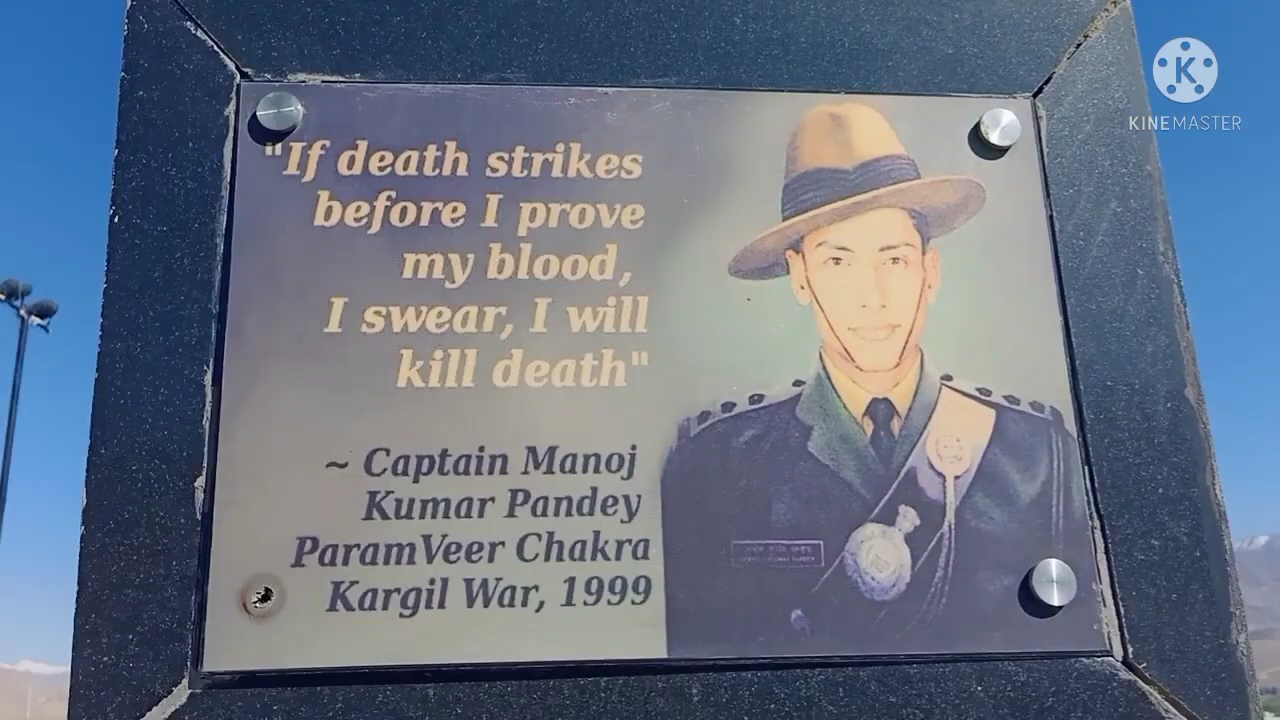 "If death strikes
before I prove
my blood,
I swear, I will
kill death"
~ Captain Manoj
Kumar Pandey
ParamVeer Chakra
Kargil War, 1999
K
KINEMASTER